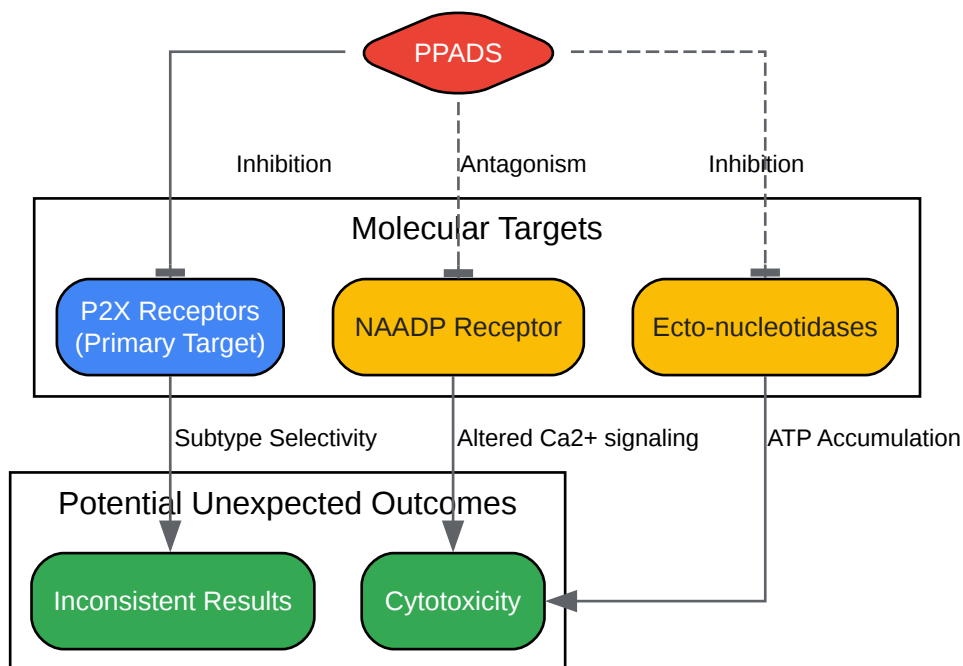 PPADS
Inhibition
Antagonism
Inhibition
Molecular Targets
P2X Receptors
(Primary Target)
NAADP Receptor
Ecto-nucleotidases
Subtype Selectivity
Altered Ca2+ signaling
ATP Accumulation
Potential Unexpected Outcomes
Inconsistent Results
Cytotoxicity